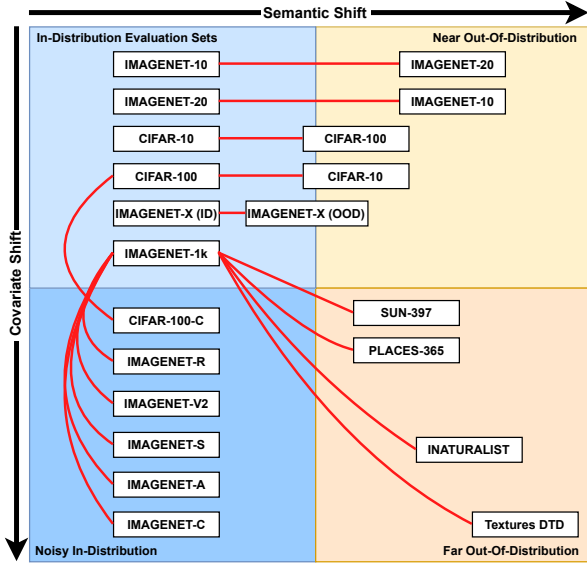 Semantic Shift
In-Distribution Evaluation Sets
Near Out-Of-Distribution
IMAGENET-10
IMAGENET-20
IMAGENET-20
IMAGENET-10
CIFAR-10
CIFAR-100
CIFAR-100
CIFAR-10
IMAGENET-X (ID)
IMAGENET-X (OOD)
IMAGENET-1k
Covariate Shift
SUN-397
CIFAR-100-C
PLACES-365
IMAGENET-R
IMAGENET-V2
IMAGENET-S
INATURALIST
IMAGENET-A
IMAGENET-C
Textures DTD
Noisy In-Distribution
Far Out-Of-Distribution